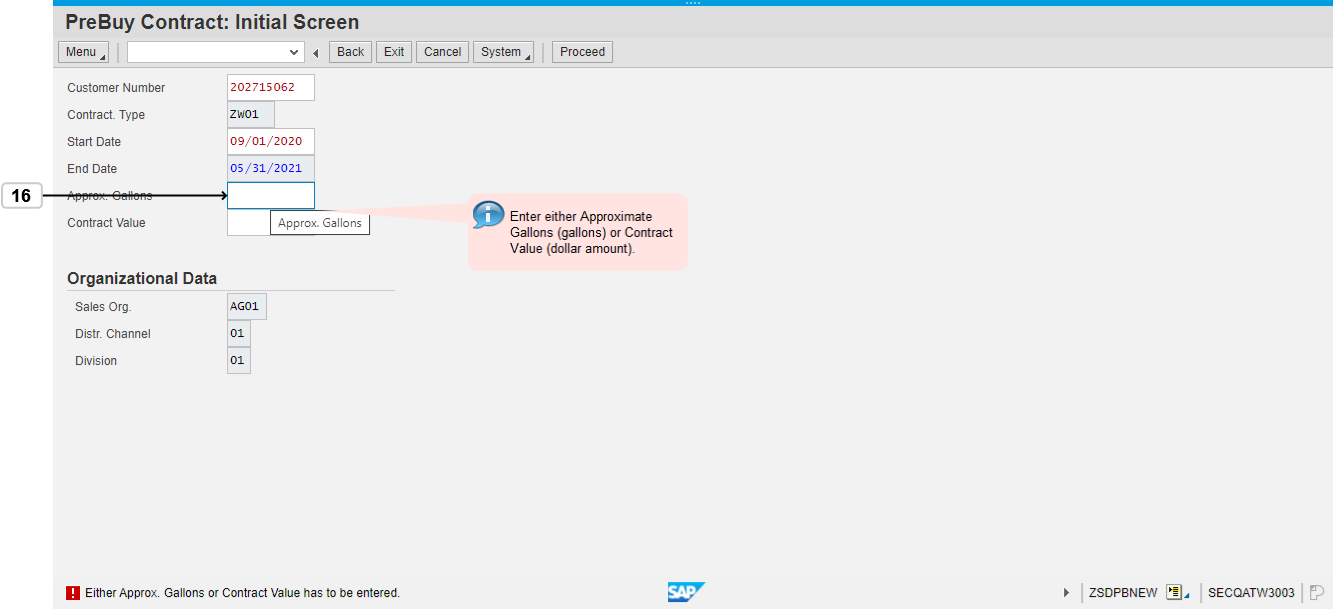 PreBuy Contract: Initial Screen
Menu Back Exit Cancel System Proceed
Customer Number 202715062
Contract. Type ZW01
Start Date 09/01/2020
End Date 05/31/2021
16 Approx. Gallons
Contract Value Approx. Gallons
Enter either Approximate
Gallons (gallons) or Contract
Value (dollar amount).
Organizational Data
Sales Org. AG01
Distr. Channel 01
Division 01
Either Approx. Gallons or Contract Value has to be entered. SAP ZSDPBNEW SECQATW3003